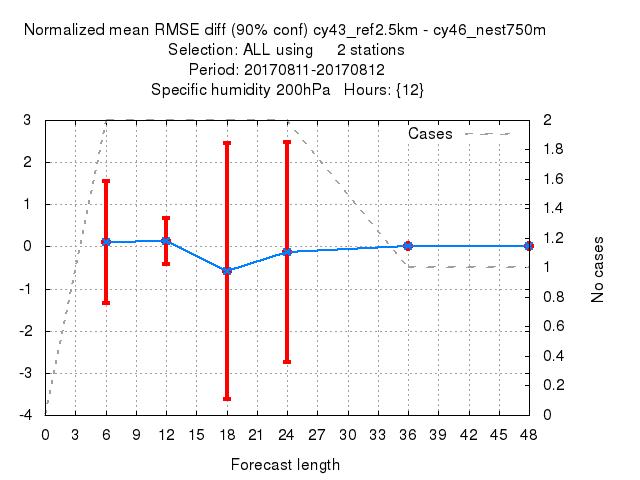 Normalized mean RMSE diff (90% conf) cy43_ref2.5km - cy46_nest750m
Selection: ALL using 2 stations
Period: 20170811-20170812
Specific humidity 200hPa Hours: {12}
Cases
3
2
1
0
-1
-2
-3
-4
2
1.8
1.6
1.4
1.2
1
0.8
0.6
0.4
0.2
0
No cases
0 3 6 9 12 15 18 21 24 27 30 33 36 39 42 45 48
Forecast length